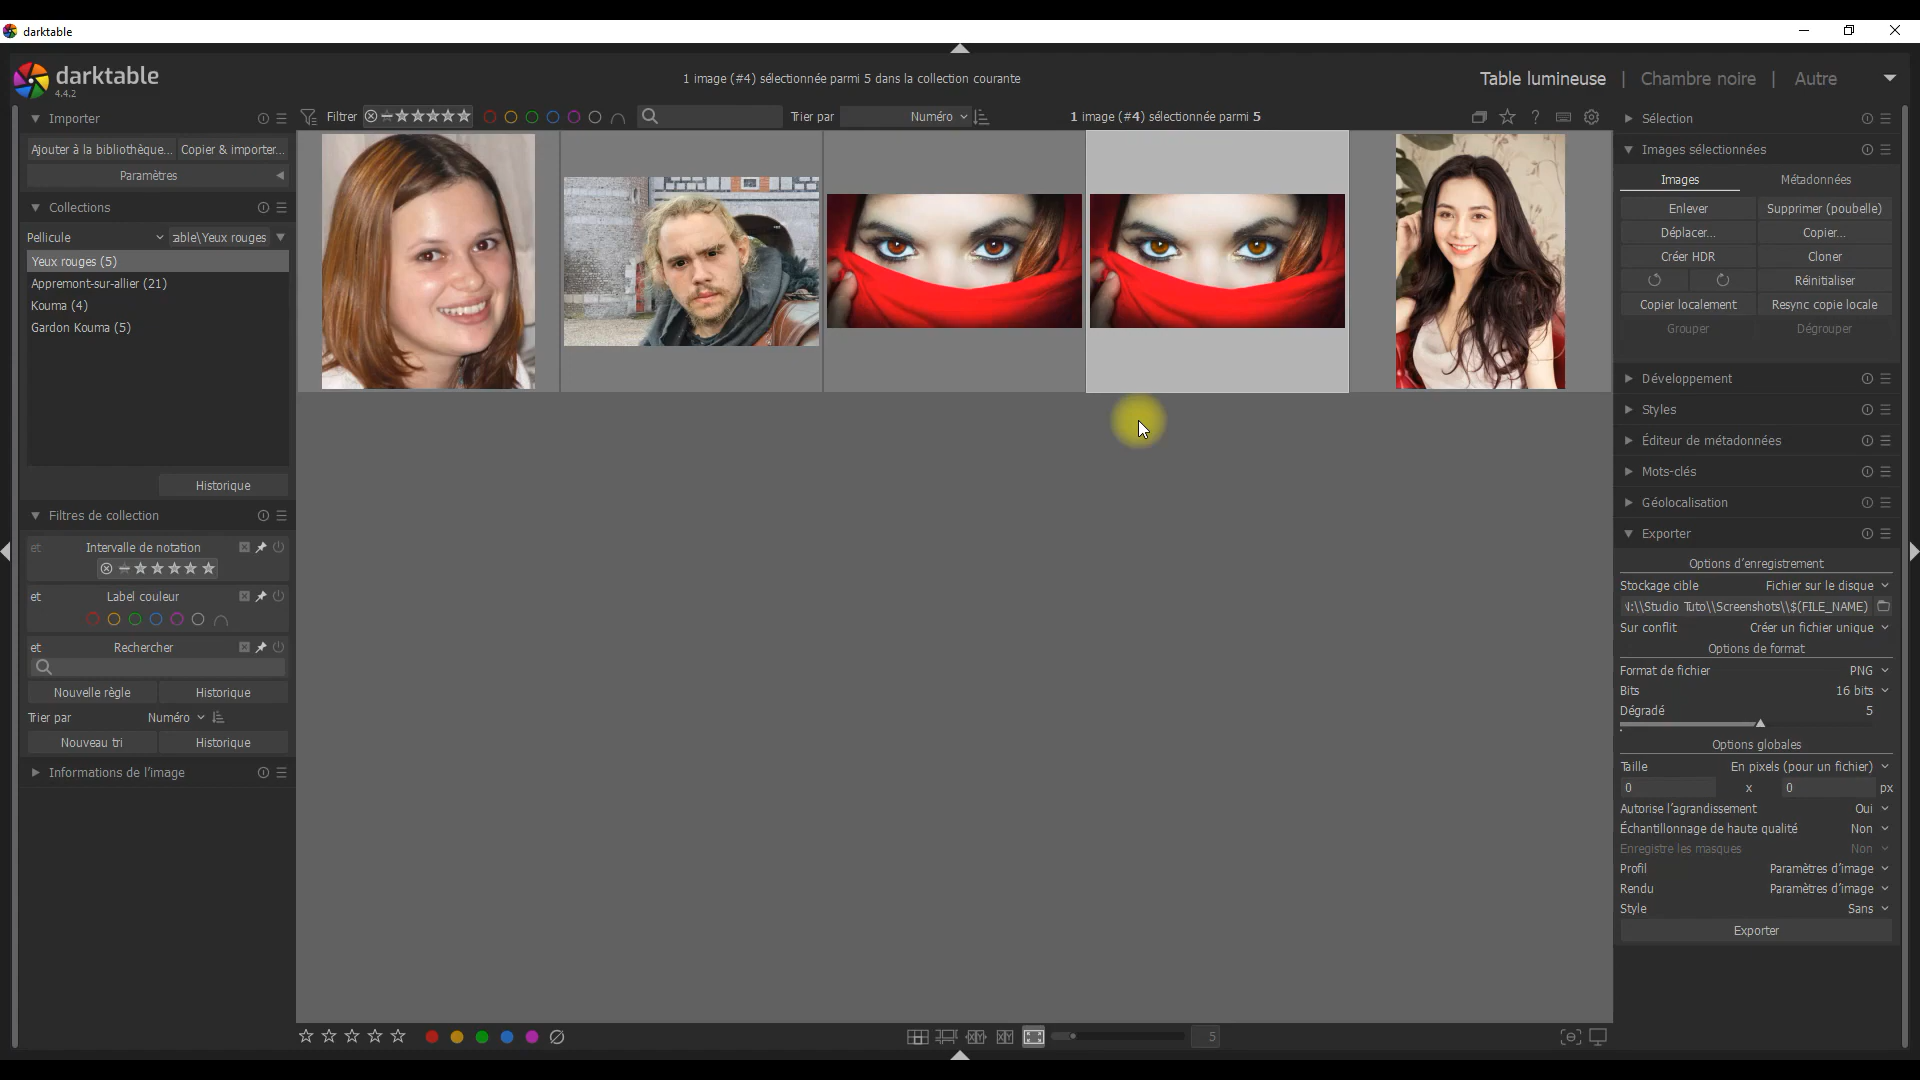 darktable
darktable
4.4.2
1 image (#4) sélectionnée parmi 5 dans la collection courante
Table lumineuse | Chambre noire | Autre
Importer
Ajouter à la bibliothèque... Copier & importer...
Paramètres
Collections
Pellicule able\Yeux rouges
Yeux rouges (5)
Appremont-sur-allier (21)
Kouma (4)
Gardon Kouma (5)
Historique
Filtres de collection
et Intervalle de notation
et Label couleur
et Rechercher
Nouvelle règle Historique
Trier par Numéro
Nouveau tri Historique
Informations de l'image
Filtrer Trier par Numéro 1 image (#4) sélectionnée parmi 5
5
Sélection
Images sélectionnées
Images Métadonnées
Enlever Supprimer (poubelle)
Déplacer... Copier...
Créer HDR Cloner
Réinitialiser
Copier localement Resync copie locale
Grouper Dégrouper
Développement
Styles
Éditeur de métadonnées
Mots-clés
Géolocalisation
Exporter
Options d'enregistrement
Stockage cible Fichier sur le disque
:\\Studio Tuto\\Screenshots\\$(FILE_NAME)
Sur conflit Créer un fichier unique
Options de format
Format de fichier PNG
Bits 16 bits
Dégradé 5
Options globales
Taille En pixels (pour un fichier)
0 x 0 px
Autorise l'agrandissement Oui
Échantillonnage de haute qualité Non
Enregistre les masques Non
Profil Paramètres d'image
Rendu Paramètres d'image
Style Sans
Exporter